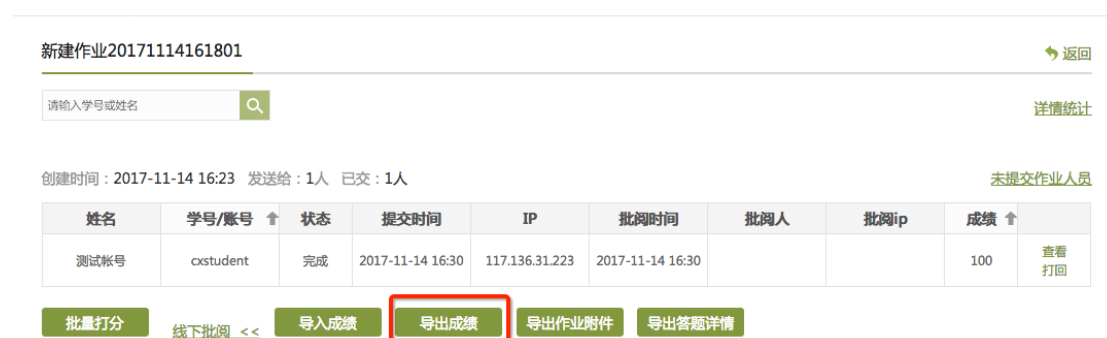 新建作业20171114161801 返回
请输入学号或姓名 详情统计
创建时间：2017-11-14 16:23 发送给：1人 已交：1人 未提交作业人员
姓名 学号/账号 状态 提交时间 IP 批阅时间 批阅人 批阅ip 成绩
测试帐号 cxstudent 完成 2017-11-14 16:30 117.136.31.223 2017-11-14 16:30 100 查看
打回
批量打分 线下批阅 << 导入成绩 导出成绩 导出作业附件 导出答题详情